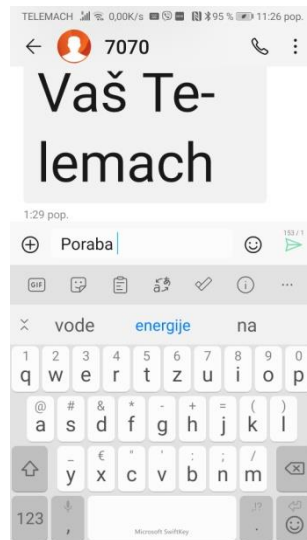 TELEMACH 0,00K/s 95 % 11:26 pop.
7070
Vaš Te-
lemach
1:29 pop.
Poraba
153 / 1
GIF
vode energije na
1 2 3 4 5 6 7 8 9 0
q w e r t z u i o p
@ # & * - + = ( )
a s d f g h j k l
_ € " ' : ; /
y x c v b n m
123 , Microsoft SwiftKey .
,!?